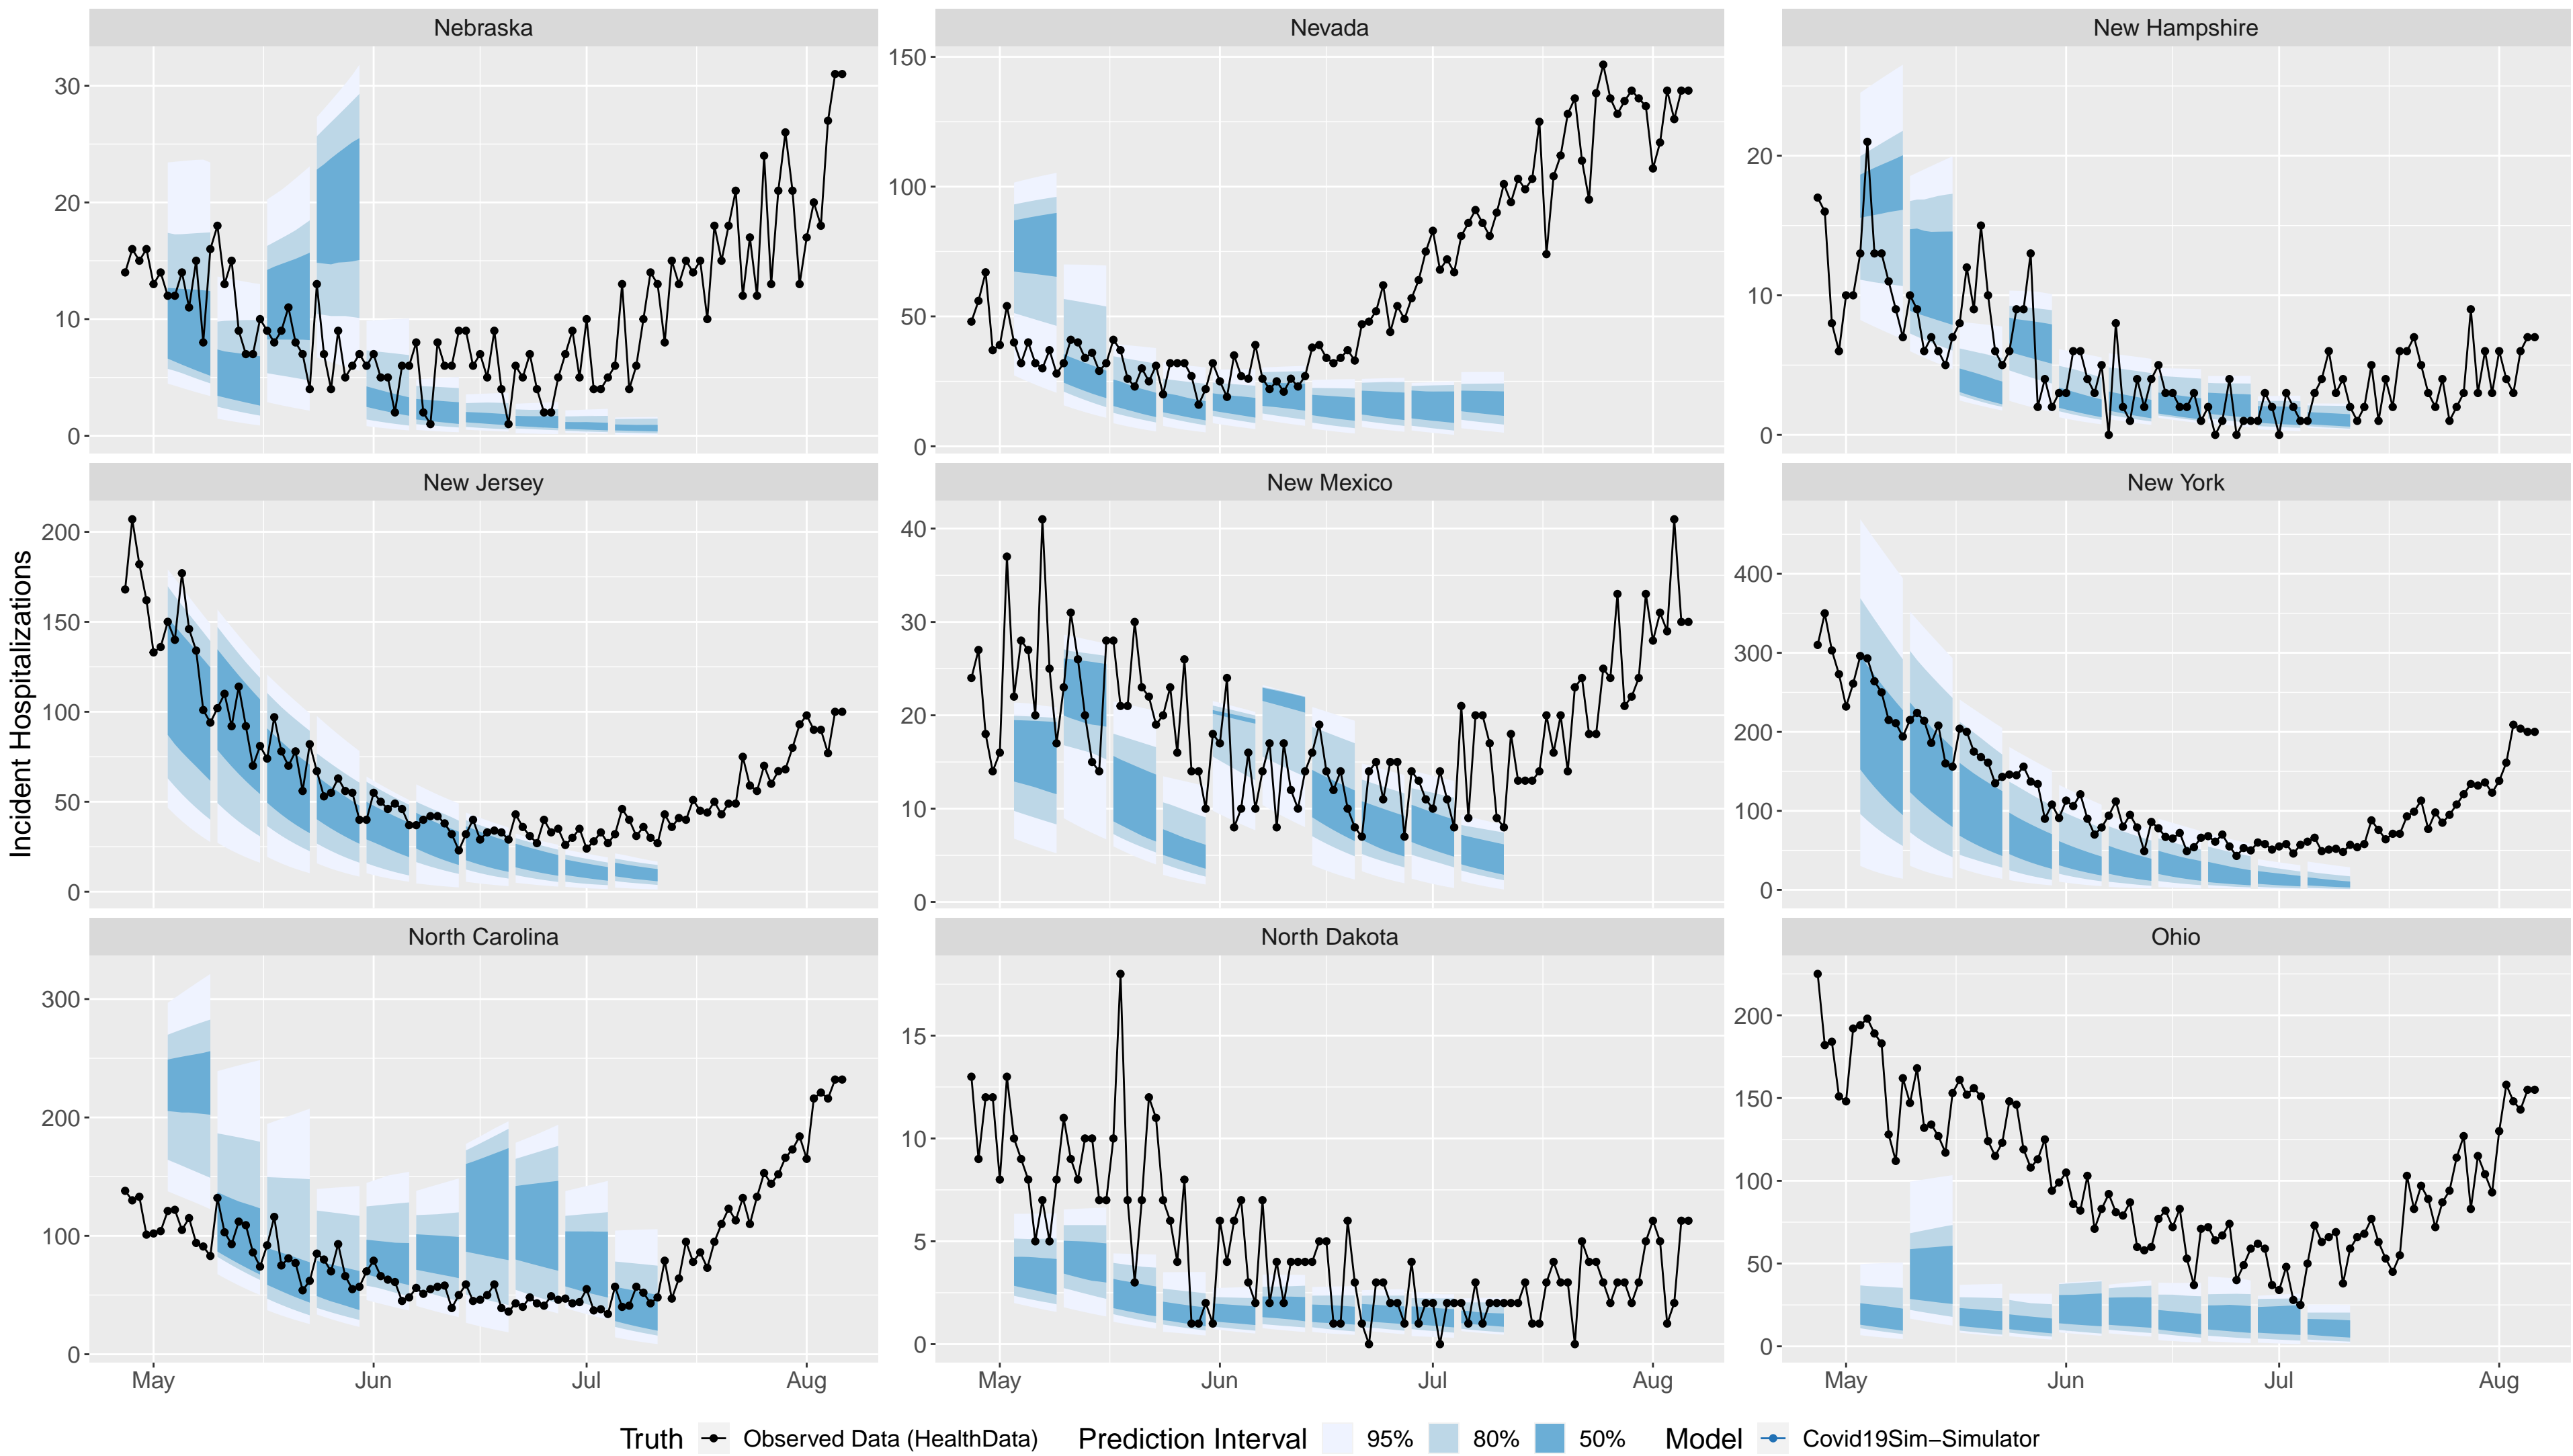 Nebraska
Nevada
New Hampshire
30
20
10
0
150
100
50
0
20
10
0
New Jersey
New Mexico
New York
Incident Hospitalizations
200
150
100
50
0
40
30
20
10
0
400
300
200
100
0
North Carolina
North Dakota
Ohio
300
200
100
0
15
10
5
0
200
150
100
50
0
May Jun Jul Aug
May Jun Jul Aug
May Jun Jul Aug
Truth Observed Data (HealthData) Prediction Interval 95% 80% 50% Model Covid19Sim−Simulator